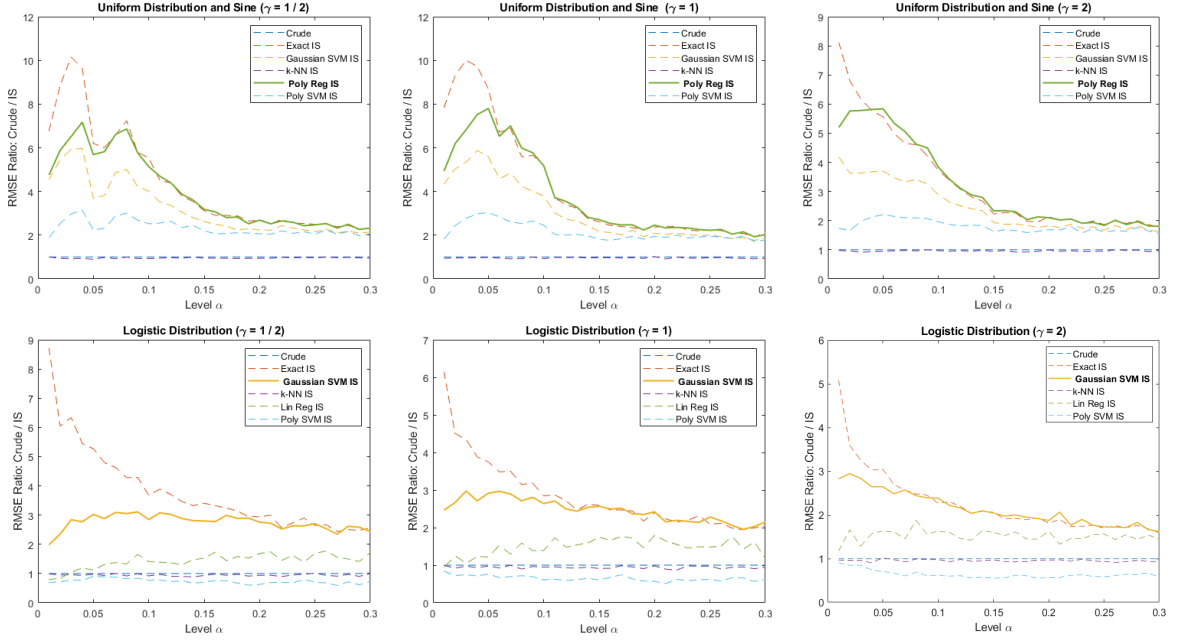 Uniform Distribution and Sine (γ = 1 / 2)
12
10
8
6
4
2
0
RMSE Ratio: Crude / IS
Crude
Exact IS
Gaussian SVM IS
k-NN IS
Poly Reg IS
Poly SVM IS
0 0.05 0.1 0.15 0.2 0.25 0.3
Level α
Uniform Distribution and Sine (γ = 1)
12
10
8
6
4
2
0
RMSE Ratio: Crude / IS
Crude
Exact IS
Gaussian SVM IS
k-NN IS
Poly Reg IS
Poly SVM IS
0 0.05 0.1 0.15 0.2 0.25 0.3
Level α
Uniform Distribution and Sine (γ = 2)
9
8
7
6
5
4
3
2
1
0
RMSE Ratio: Crude / IS
Crude
Exact IS
Gaussian SVM IS
k-NN IS
Poly Reg IS
Poly SVM IS
0 0.05 0.1 0.15 0.2 0.25 0.3
Level α
Logistic Distribution (γ = 1 / 2)
9
8
7
6
5
4
3
2
1
0
RMSE Ratio: Crude / IS
Crude
Exact IS
Gaussian SVM IS
k-NN IS
Lin Reg IS
Poly SVM IS
0 0.05 0.1 0.15 0.2 0.25 0.3
Level α
Logistic Distribution (γ = 1)
7
6
5
4
3
2
1
0
RMSE Ratio: Crude / IS
Crude
Exact IS
Gaussian SVM IS
k-NN IS
Lin Reg IS
Poly SVM IS
0 0.05 0.1 0.15 0.2 0.25 0.3
Level α
Logistic Distribution (γ = 2)
6
5
4
3
2
1
0
RMSE Ratio: Crude / IS
Crude
Exact IS
Gaussian SVM IS
k-NN IS
Lin Reg IS
Poly SVM IS
0 0.05 0.1 0.15 0.2 0.25 0.3
Level α